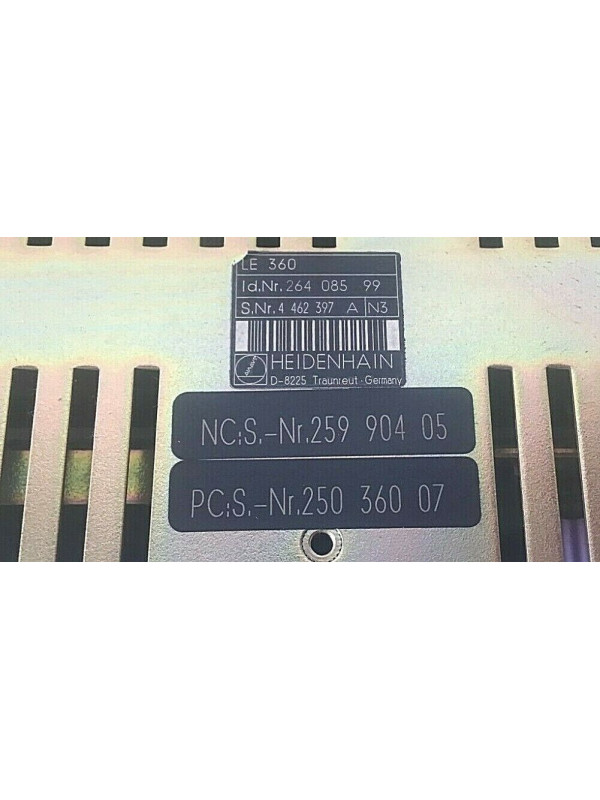 LE 360
Id.Nr. 264 085 99
S.Nr. 4 462 397 A N3
HEIDENHAIN
D-8225 Traunreut · Germany
NC:S.-Nr.259 904 05
PC:S.-Nr.250 360 07